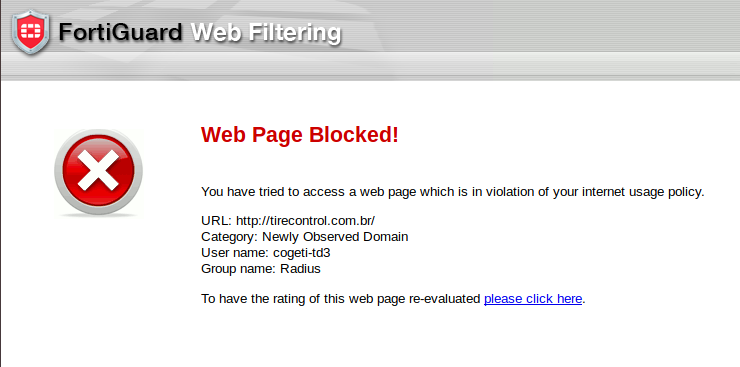 FortiGuard Web Filtering
Web Page Blocked!
You have tried to access a web page which is in violation of your internet usage policy.
URL: http://tirecontrol.com.br/
Category: Newly Observed Domain
User name: cogeti-td3
Group name: Radius
To have the rating of this web page re-evaluated please click here.